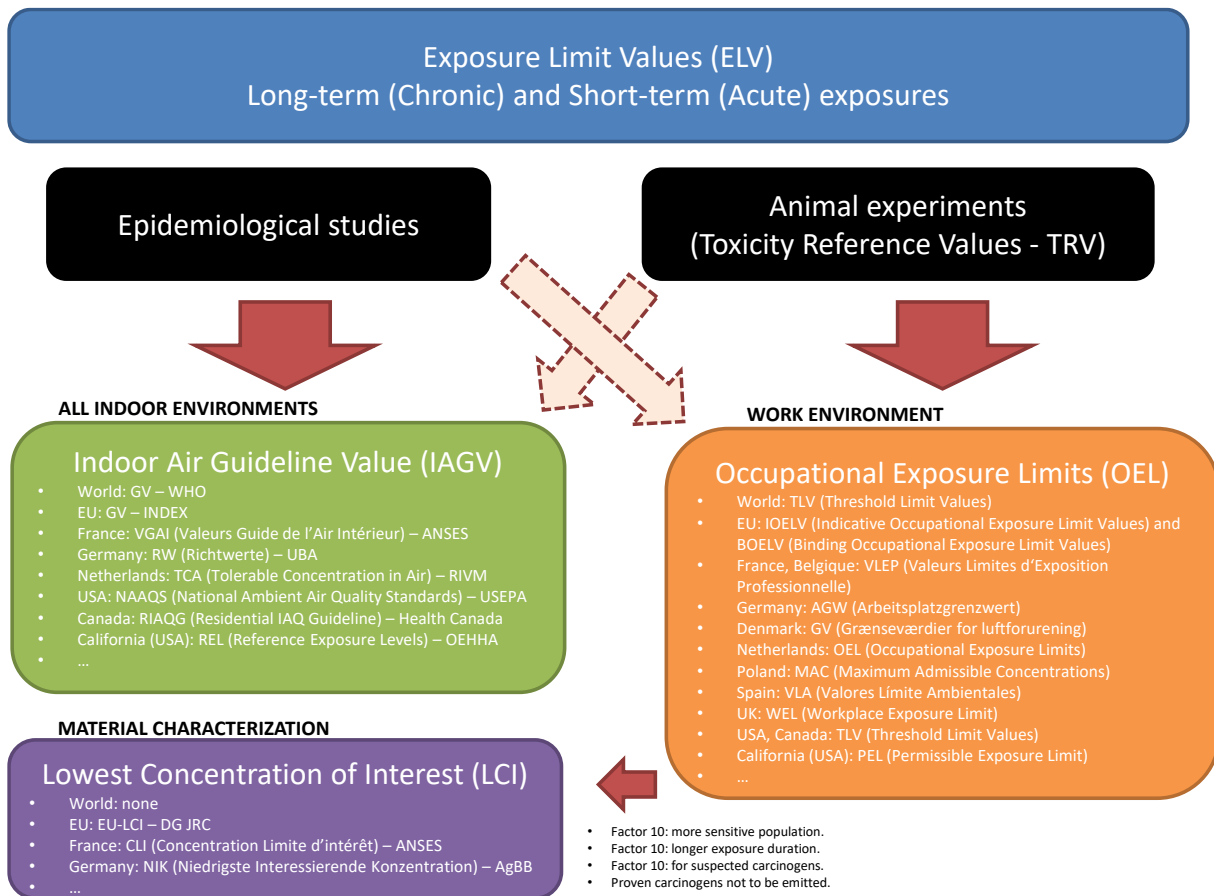 Exposure Limit Values (ELV)
Long-term (Chronic) and Short-term (Acute) exposures
Epidemiological studies
Animal experiments
(Toxicity Reference Values - TRV)
ALL INDOOR ENVIRONMENTS
Indoor Air Guideline Value (IAGV)
• World: GV – WHO
• EU: GV – INDEX
• France: VGAI (Valeurs Guide de l’Air Intérieur) – ANSES
• Germany: RW (Richtwerte) – UBA
• Netherlands: TCA (Tolerable Concentration in Air) – RIVM
• USA: NAAQS (National Ambient Air Quality Standards) – USEPA
• Canada: RIAQG (Residential IAQ Guideline) – Health Canada
• California (USA): REL (Reference Exposure Levels) – OEHHA
• …
WORK ENVIRONMENT
Occupational Exposure Limits (OEL)
• World: TLV (Threshold Limit Values)
• EU: IOELV (Indicative Occupational Exposure Limit Values) and
BOELV (Binding Occupational Exposure Limit Values)
• France, Belgique: VLEP (Valeurs Limites d’Exposition
Professionnelle)
• Germany: AGW (Arbeitsplatzgrenzwert)
• Denmark: GV (Grænseværdier for luftforurening)
• Netherlands: OEL (Occupational Exposure Limits)
• Poland: MAC (Maximum Admissible Concentrations)
• Spain: VLA (Valores Límite Ambientales)
• UK: WEL (Workplace Exposure Limit)
• USA, Canada: TLV (Threshold Limit Values)
• California (USA): PEL (Permissible Exposure Limit)
• …
MATERIAL CHARACTERIZATION
Lowest Concentration of Interest (LCI)
• World: none
• EU: EU-LCI – DG JRC
• France: CLI (Concentration Limite d’intérêt) – ANSES
• Germany: NIK (Niedrigste Interessierende Konzentration) – AgBB
• …
• Factor 10: more sensitive population.
• Factor 10: longer exposure duration.
• Factor 10: for suspected carcinogens.
• Proven carcinogens not to be emitted.